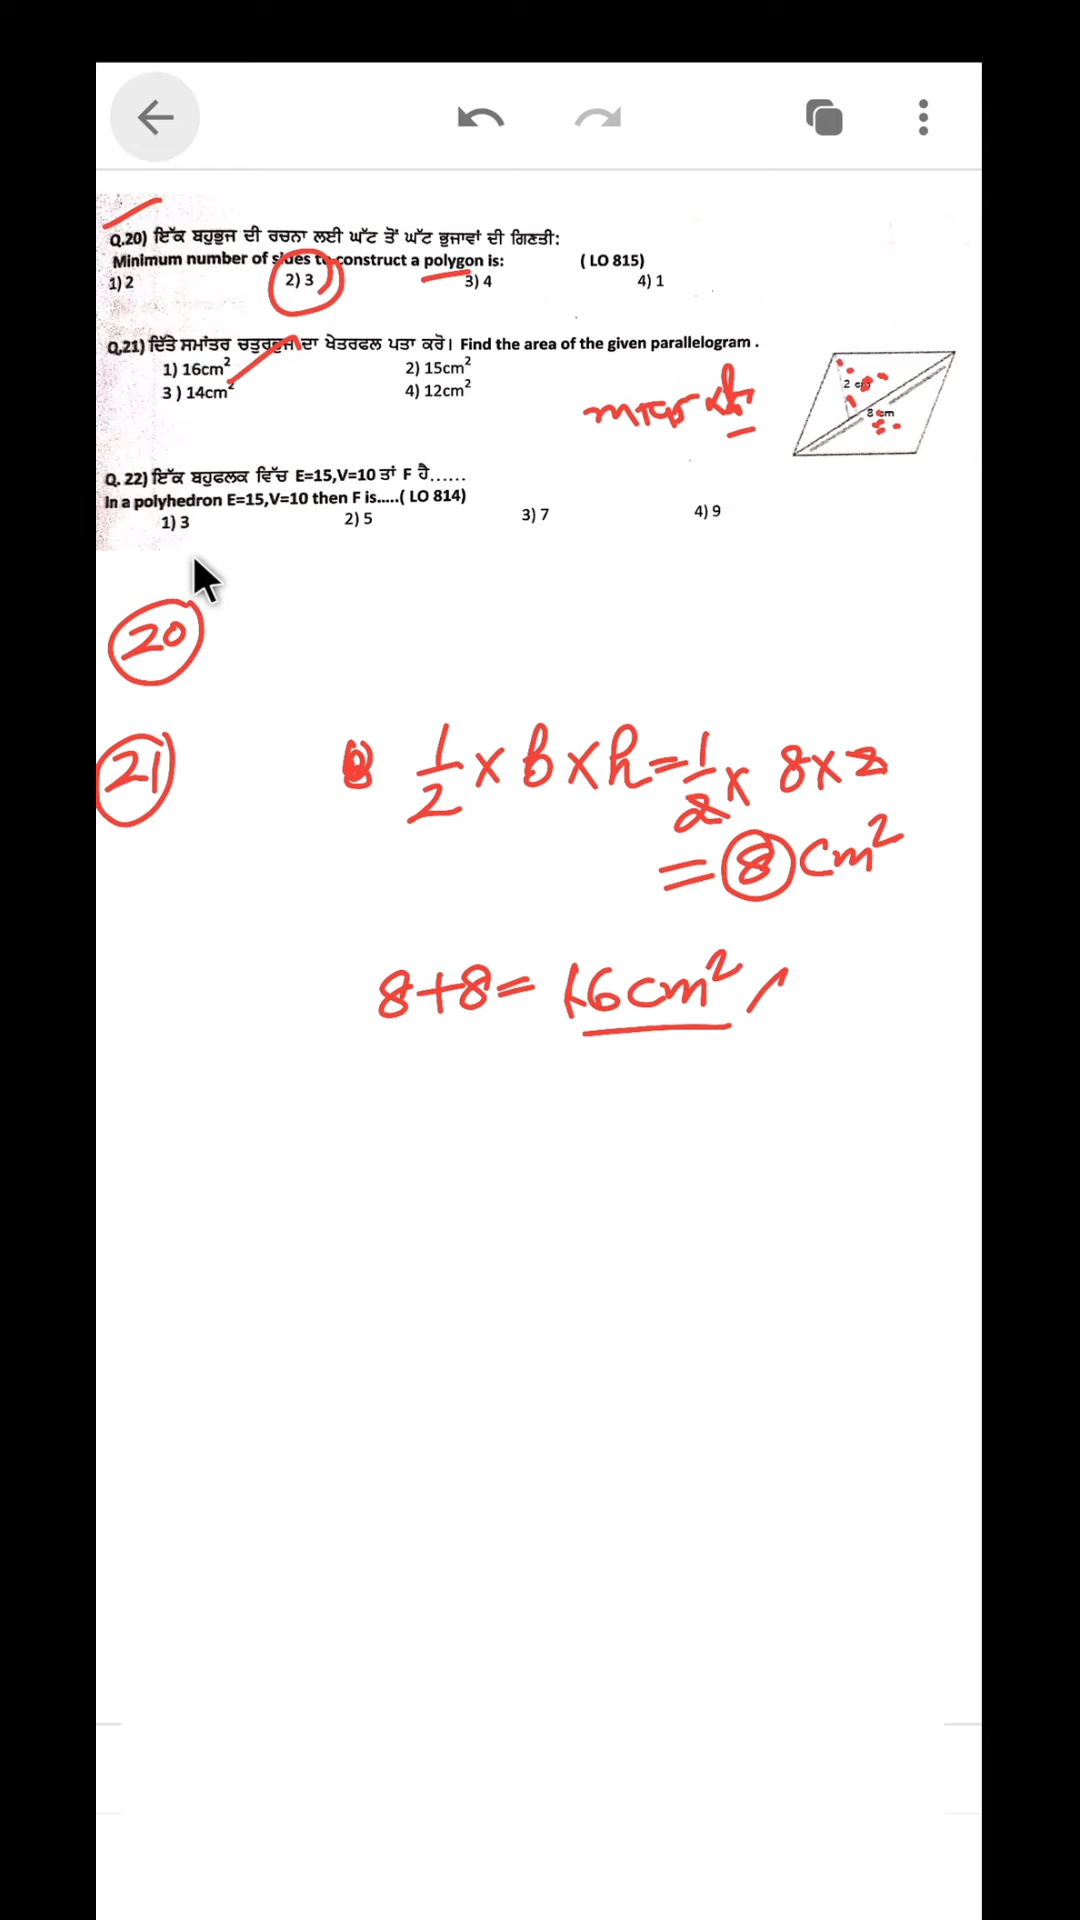 Q.20) ਇੱਕ ਬਹੁਭੁਜ ਦੀ ਰਚਨਾ ਲਈ ਘੱਟ ਤੋਂ ਘੱਟ ਭੁਜਾਵਾਂ ਦੀ ਗਿਣਤੀ:
Minimum number of sides to construct a polygon is: ( LO 815)
1) 2 2) 3 3) 4 4) 1
Q.21) ਦਿੱਤੇ ਸਮਾਂਤਰ ਚਤੁਰਭੁਜ ਦਾ ਖੇਤਰਫਲ ਪਤਾ ਕਰੋ। Find the area of the given parallelogram .
1) 16cm² 2) 15cm²
3 ) 14cm² 4) 12cm²
2 cm
8 cm
Q. 22) ਇੱਕ ਬਹੁਫਲਕ ਵਿੱਚ E=15,V=10 ਤਾਂ F ਹੈ......
In a polyhedron E=15,V=10 then F is.....( LO 814)
1) 3 2) 5 3) 7 4) 9
20
21 1/2 × b × h = 1/2 × 8 × 2
= 8 cm²
8+8= 16cm²